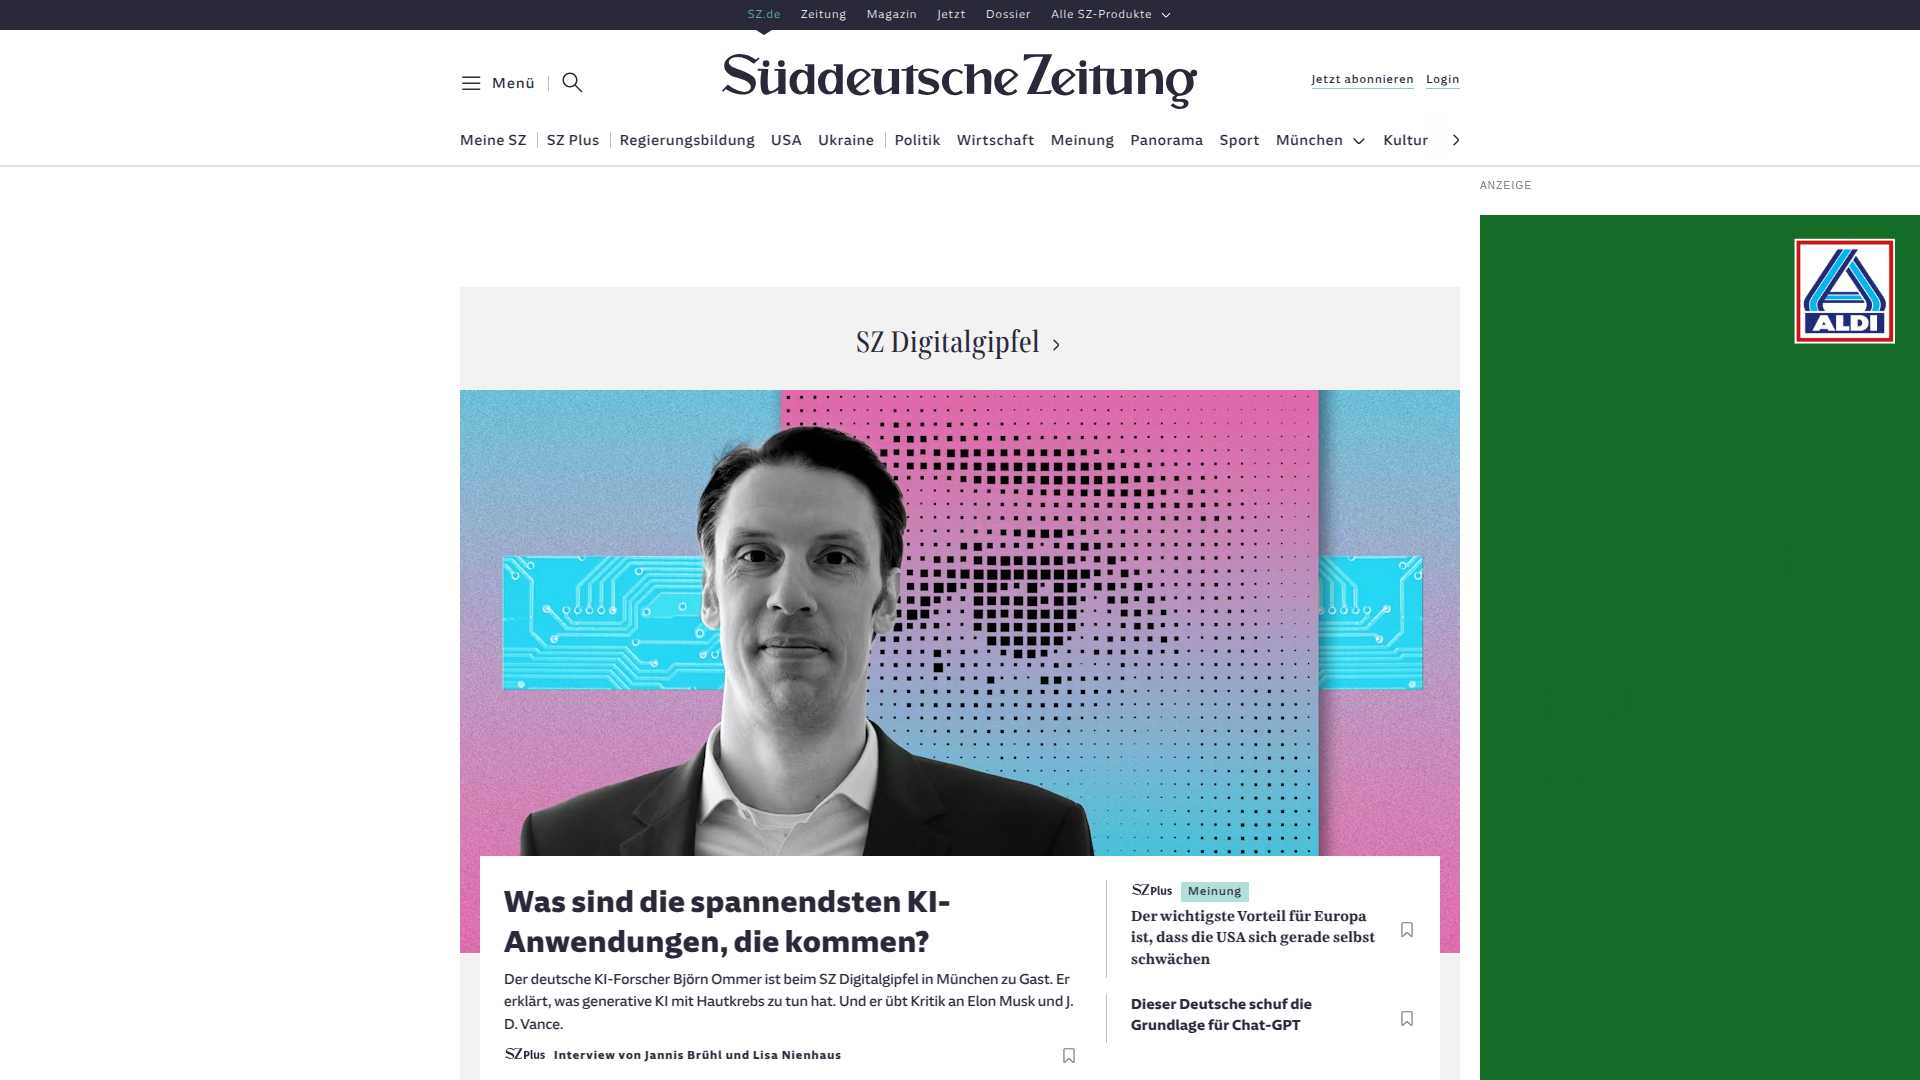 SZ.de Zeitung Magazin Jetzt Dossier Alle SZ-Produkte
Menü
Süddeutsche Zeitung
Jetzt abonnieren Login
Meine SZ SZ Plus Regierungsbildung USA Ukraine Politik Wirtschaft Meinung Panorama Sport München Kultur
ANZEIGE
ALDI
SZ Digitalgipfel
Was sind die spannendsten KI-
Anwendungen, die kommen?
Der deutsche KI-Forscher Björn Ommer ist beim SZ Digitalgipfel in München zu Gast. Er
erklärt, was generative KI mit Hautkrebs zu tun hat. Und er übt Kritik an Elon Musk und J.
D. Vance.
SZPlus Interview von Jannis Brühl und Lisa Nienhaus
SZPlus Meinung
Der wichtigste Vorteil für Europa
ist, dass die USA sich gerade selbst
schwächen
Dieser Deutsche schuf die
Grundlage für Chat-GPT